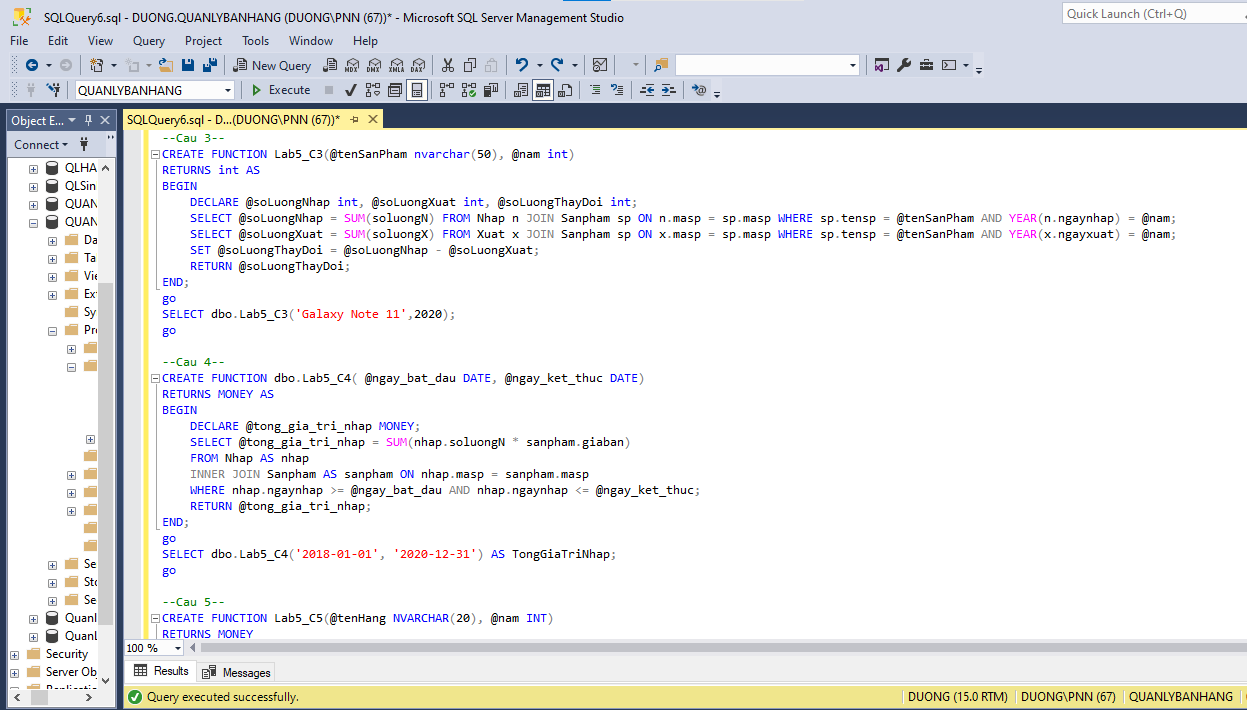 SQLQuery6.sql - DUONG.QUANLYBANHANG (DUONG\PNN (67))* - Microsoft SQL Server Management Studio
Quick Launch (Ctrl+Q)
File Edit View Query Project Tools Window Help
New Query MDX DMX XMLA DAX
QUANLYBANHANG Execute
Object E...
SQLQuery6.sql - D...(DUONG\PNN (67))*
Connect
QLHA
QLSin
QUAN
QUAN
Da
Ta
Vie
Ex
Sy
Pr
Se
Sto
Se
Quanl
QuanL
Security
Server Ob
--Cau 3--
CREATE FUNCTION Lab5_C3(@tenSanPham nvarchar(50), @nam int)
RETURNS int AS
BEGIN
DECLARE @soLuongNhap int, @soLuongXuat int, @soLuongThayDoi int;
SELECT @soLuongNhap = SUM(soluongN) FROM Nhap n JOIN Sanpham sp ON n.masp = sp.masp WHERE sp.tensp = @tenSanPham AND YEAR(n.ngaynhap) = @nam;
SELECT @soLuongXuat = SUM(soluongX) FROM Xuat x JOIN Sanpham sp ON x.masp = sp.masp WHERE sp.tensp = @tenSanPham AND YEAR(x.ngayxuat) = @nam;
SET @soLuongThayDoi = @soLuongNhap - @soLuongXuat;
RETURN @soLuongThayDoi;
END;
go
SELECT dbo.Lab5_C3('Galaxy Note 11',2020);
go
--Cau 4--
CREATE FUNCTION dbo.Lab5_C4( @ngay_bat_dau DATE, @ngay_ket_thuc DATE)
RETURNS MONEY AS
BEGIN
DECLARE @tong_gia_tri_nhap MONEY;
SELECT @tong_gia_tri_nhap = SUM(nhap.soluongN * sanpham.giaban)
FROM Nhap AS nhap
INNER JOIN Sanpham AS sanpham ON nhap.masp = sanpham.masp
WHERE nhap.ngaynhap >= @ngay_bat_dau AND nhap.ngaynhap <= @ngay_ket_thuc;
RETURN @tong_gia_tri_nhap;
END;
go
SELECT dbo.Lab5_C4('2018-01-01', '2020-12-31') AS TongGiaTriNhap;
go
--Cau 5--
CREATE FUNCTION Lab5_C5(@tenHang NVARCHAR(20), @nam INT)
RETURNS MONEY
100 %
Results Messages
Query executed successfully. DUONG (15.0 RTM) DUONG\PNN (67) QUANLYBANHANG